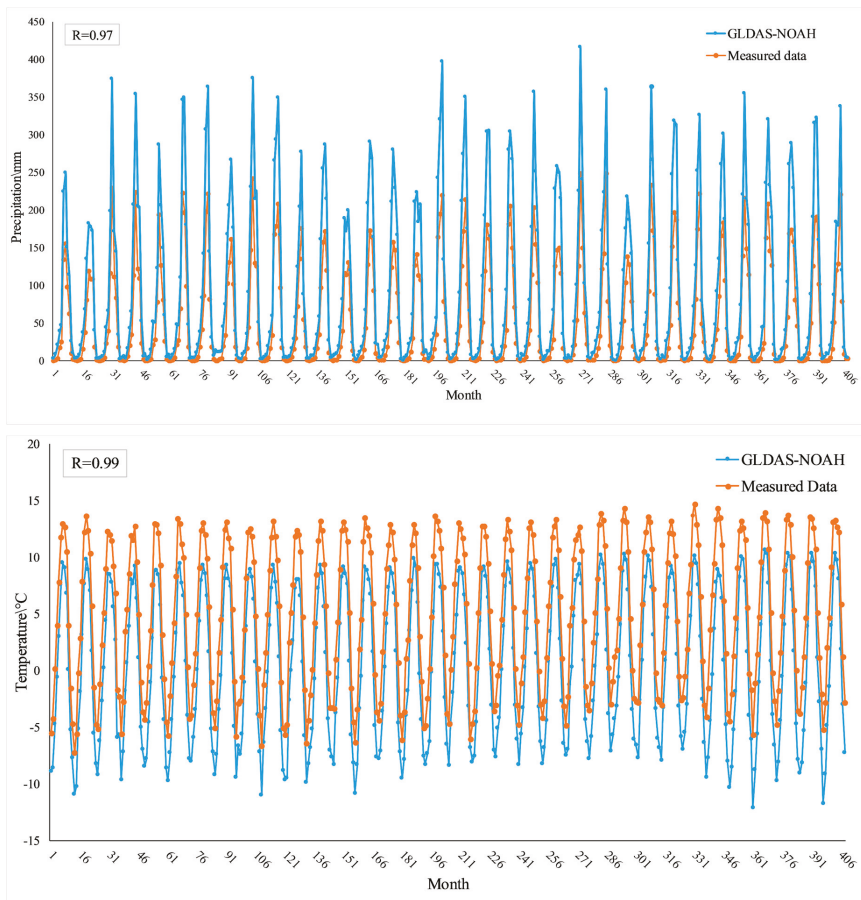 R=0.97
GLDAS-NOAH
Measured data
Precipitation\mm
450
400
350
300
250
200
150
100
50
0
1 16 31 46 61 76 91 106 121 136 151 166 181 196 211 226 241 256 271 286 301 316 331 346 361 376 391 406
Month
R=0.99
GLDAS-NOAH
Measured Data
Temperature\°C
20
15
10
5
0
-5
-10
-15
1 16 31 46 61 76 91 106 121 136 151 166 181 196 211 226 241 256 271 286 301 316 331 346 361 376 391 406
Month